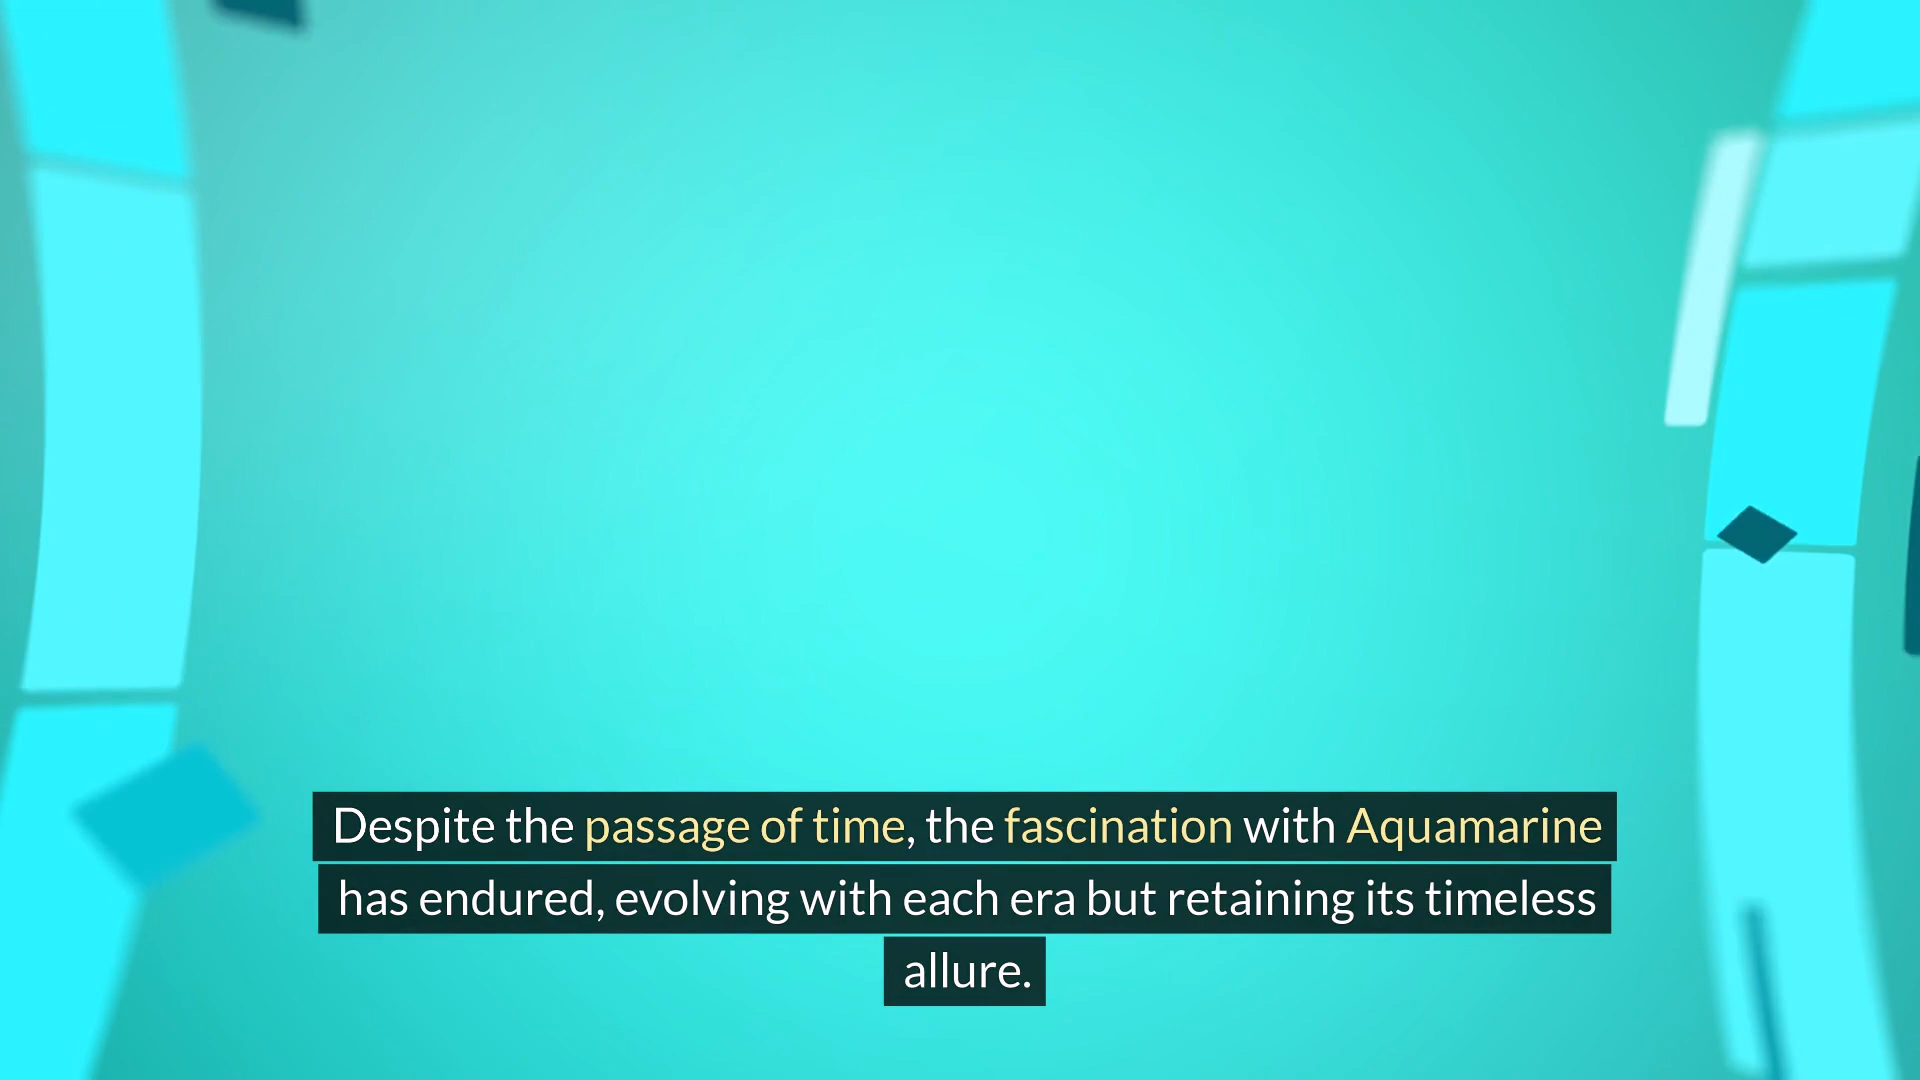 Despite the passage of time, the fascination with Aquamarine
has endured, evolving with each era but retaining its timeless
allure.